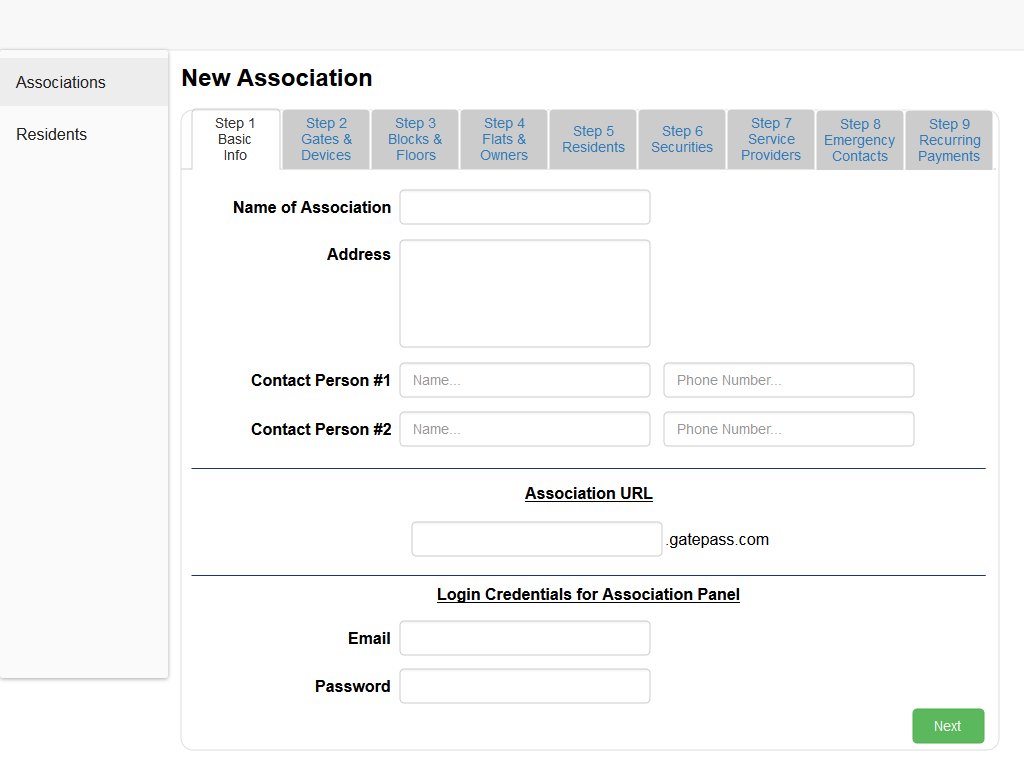 Associations
Residents
New Association
Step 1
Basic
Info
Step 2
Gates &
Devices
Step 3
Blocks &
Floors
Step 4
Flats &
Owners
Step 5
Residents
Step 6
Securities
Step 7
Service
Providers
Step 8
Emergency
Contacts
Step 9
Recurring
Payments
Name of Association
Address
Contact Person #1 Name... Phone Number...
Contact Person #2 Name... Phone Number...
Association URL
.gatepass.com
Login Credentials for Association Panel
Email
Password
Next